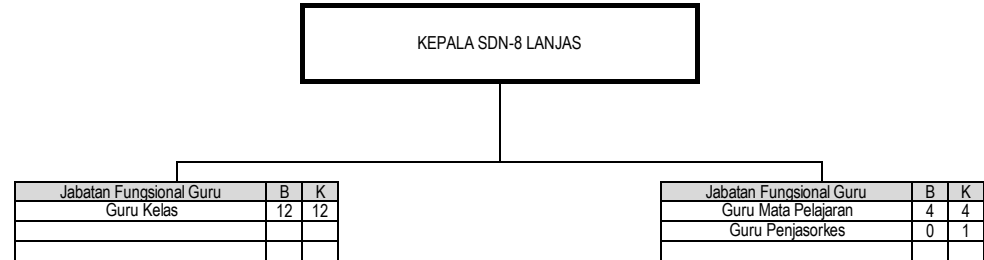 KEPALA SDN-8 LANJAS
Jabatan Fungsional Guru B K
Guru Kelas 12 12
Jabatan Fungsional Guru B K
Guru Mata Pelajaran 4 4
Guru Penjasorkes 0 1